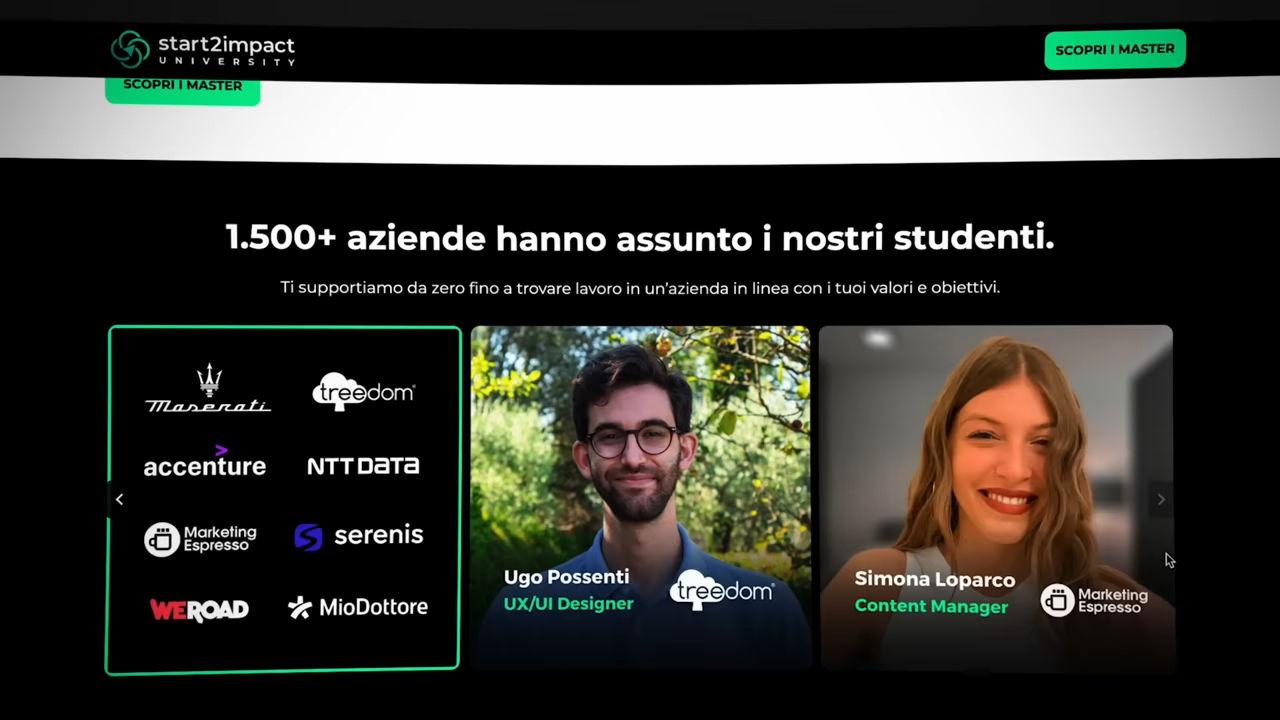 start2impact
UNIVERSITY
SCOPRI I MASTER
SCOPRI I MASTER
1.500+ aziende hanno assunto i nostri studenti.
Ti supportiamo da zero fino a trovare lavoro in un'azienda in linea con i tuoi valori e obiettivi.
Maserati
treedom®
accenture
NTT DATA
Marketing
Espresso
serenis
WEROAD
MioDottore
Ugo Possenti
UX/UI Designer
treedom®
Simona Loparco
Content Manager
Marketing
Espresso